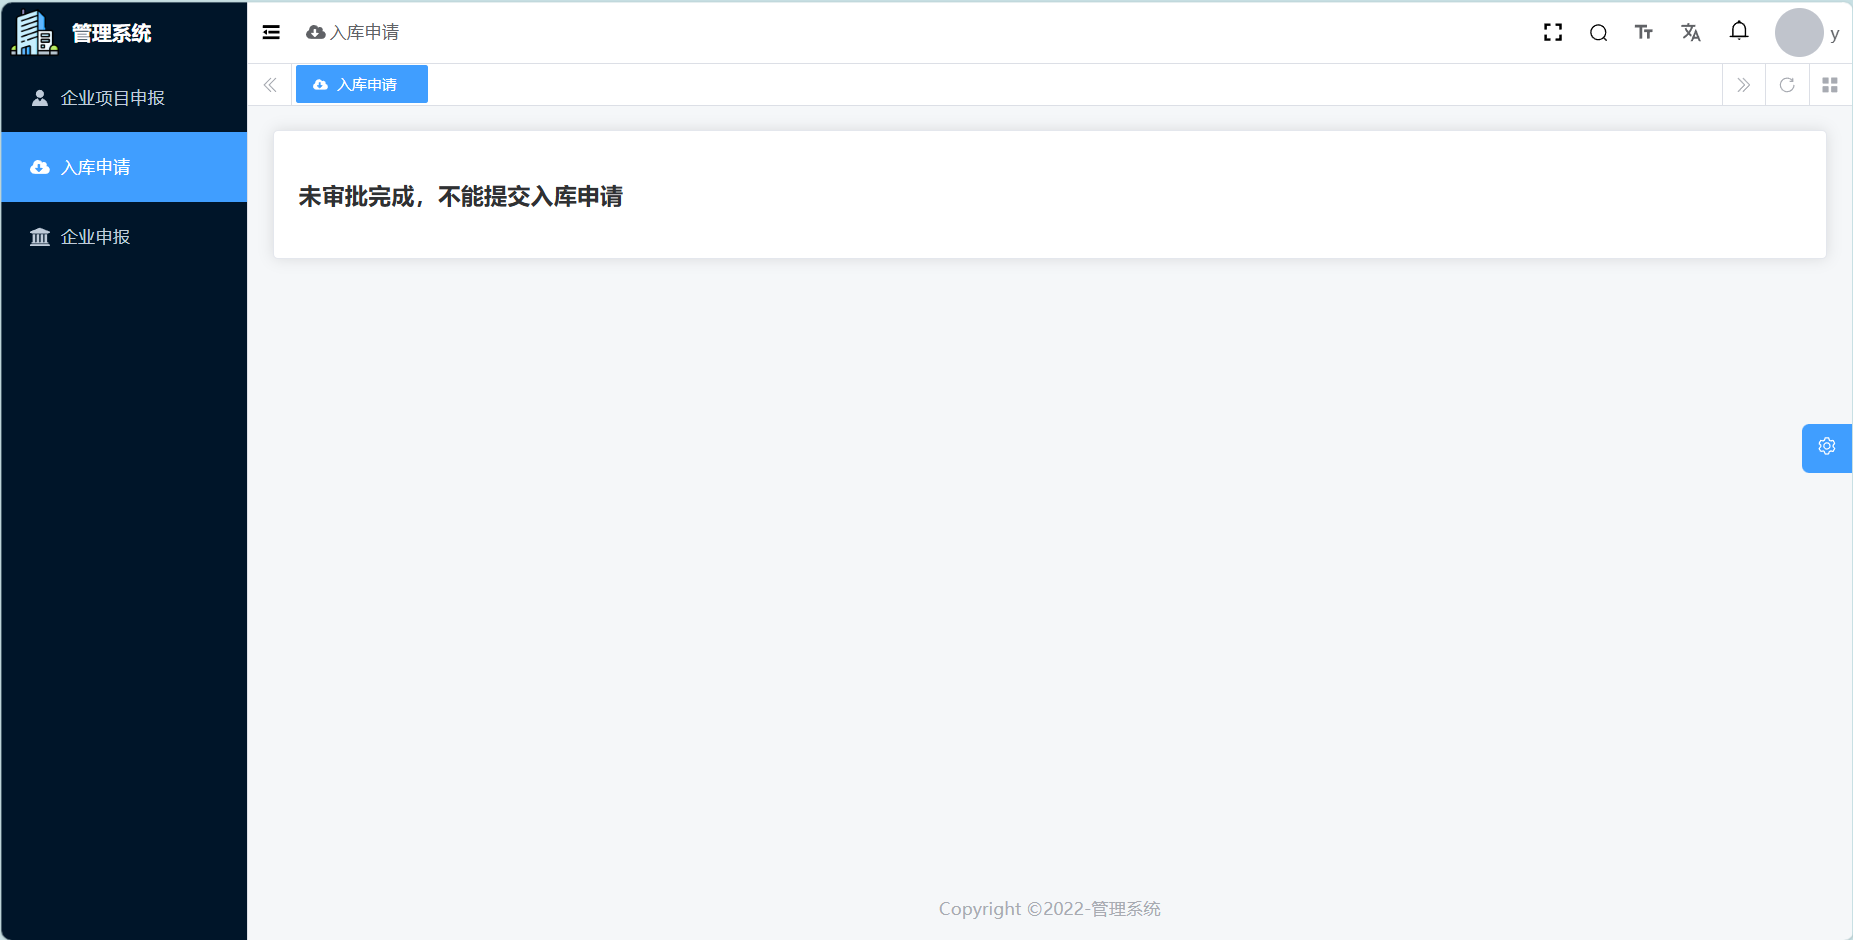 管理系统
企业项目申报
入库申请
企业申报
入库申请
y
入库申请
未审批完成，不能提交入库申请
Copyright ©2022-管理系统